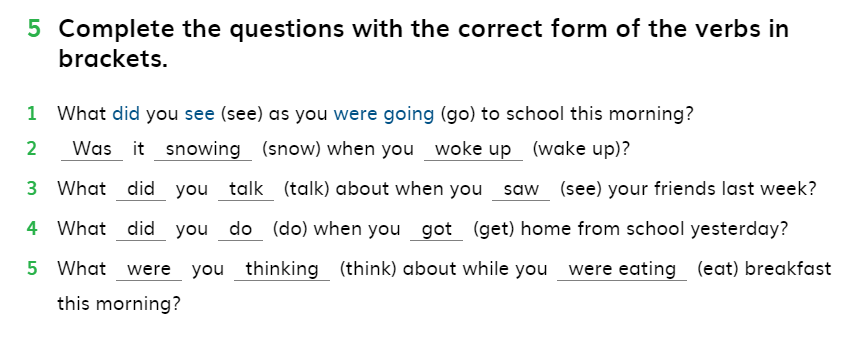 5 Complete the questions with the correct form of the verbs in
brackets.
1 What did you see (see) as you were going (go) to school this morning?
2 Was it snowing (snow) when you woke up (wake up)?
3 What did you talk (talk) about when you saw (see) your friends last week?
4 What did you do (do) when you got (get) home from school yesterday?
5 What were you thinking (think) about while you were eating (eat) breakfast
this morning?